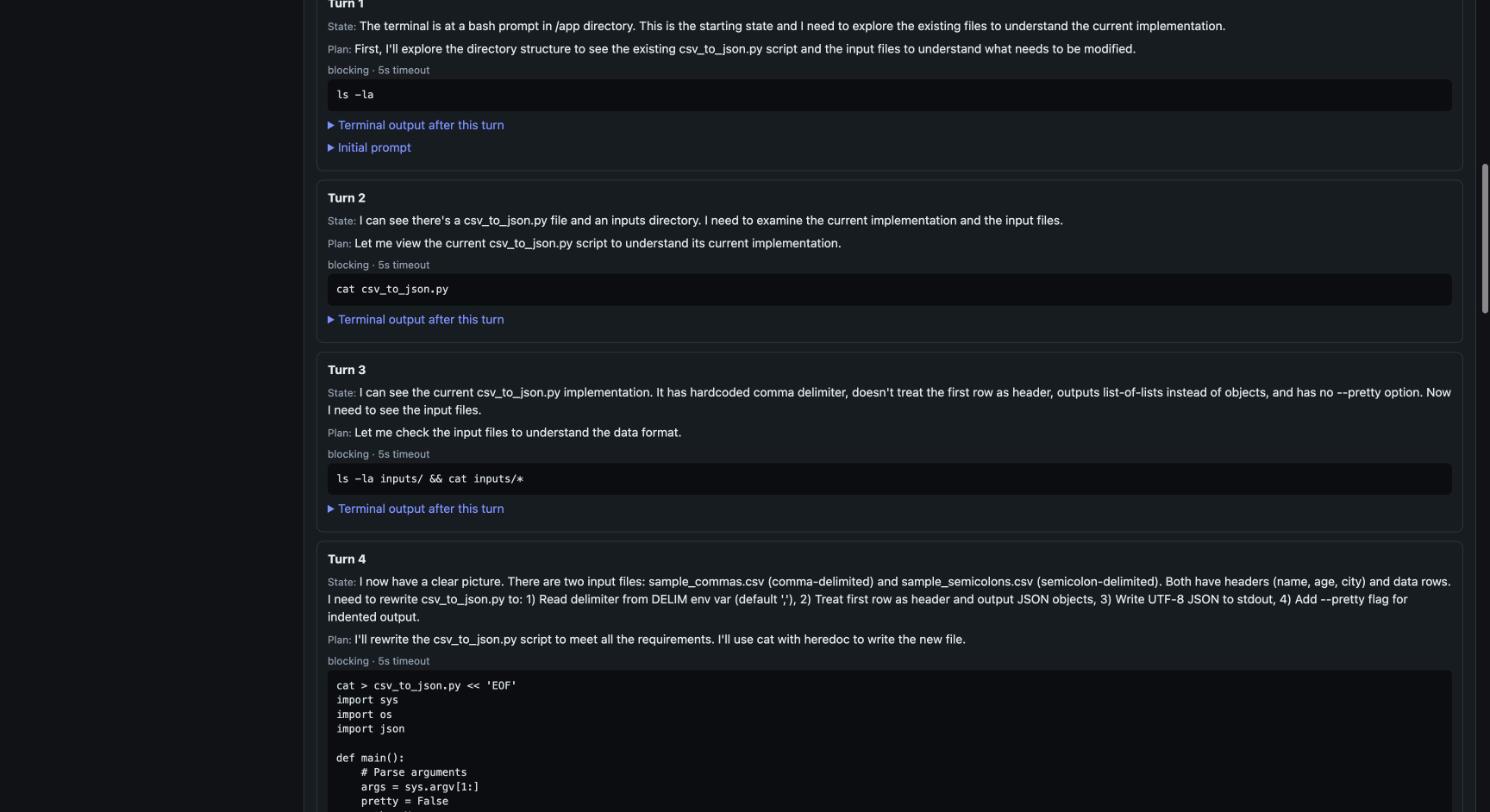 Turn 1
State: The terminal is at a bash prompt in /app directory. This is the starting state and I need to explore the existing files to understand the current implementation.
Plan: First, I'll explore the directory structure to see the existing csv_to_json.py script and the input files to understand what needs to be modified.
blocking · 5s timeout
ls -la
▶ Terminal output after this turn
▶ Initial prompt
Turn 2
State: I can see there's a csv_to_json.py file and an inputs directory. I need to examine the current implementation and the input files.
Plan: Let me view the current csv_to_json.py script to understand its current implementation.
blocking · 5s timeout
cat csv_to_json.py
▶ Terminal output after this turn
Turn 3
State: I can see the current csv_to_json.py implementation. It has hardcoded comma delimiter, doesn't treat the first row as header, outputs list-of-lists instead of objects, and has no --pretty option. Now
I need to see the input files.
Plan: Let me check the input files to understand the data format.
blocking · 5s timeout
ls -la inputs/ && cat inputs/*
▶ Terminal output after this turn
Turn 4
State: I now have a clear picture. There are two input files: sample_commas.csv (comma-delimited) and sample_semicolons.csv (semicolon-delimited). Both have headers (name, age, city) and data rows.
I need to rewrite csv_to_json.py to: 1) Read delimiter from DELIM env var (default ','), 2) Treat first row as header and output JSON objects, 3) Write UTF-8 JSON to stdout, 4) Add --pretty flag for
indented output.
Plan: I'll rewrite the csv_to_json.py script to meet all the requirements. I'll use cat with heredoc to write the new file.
blocking · 5s timeout
cat > csv_to_json.py << 'EOF'
import sys
import os
import json
def main():
# Parse arguments
args = sys.argv[1:]
pretty = False